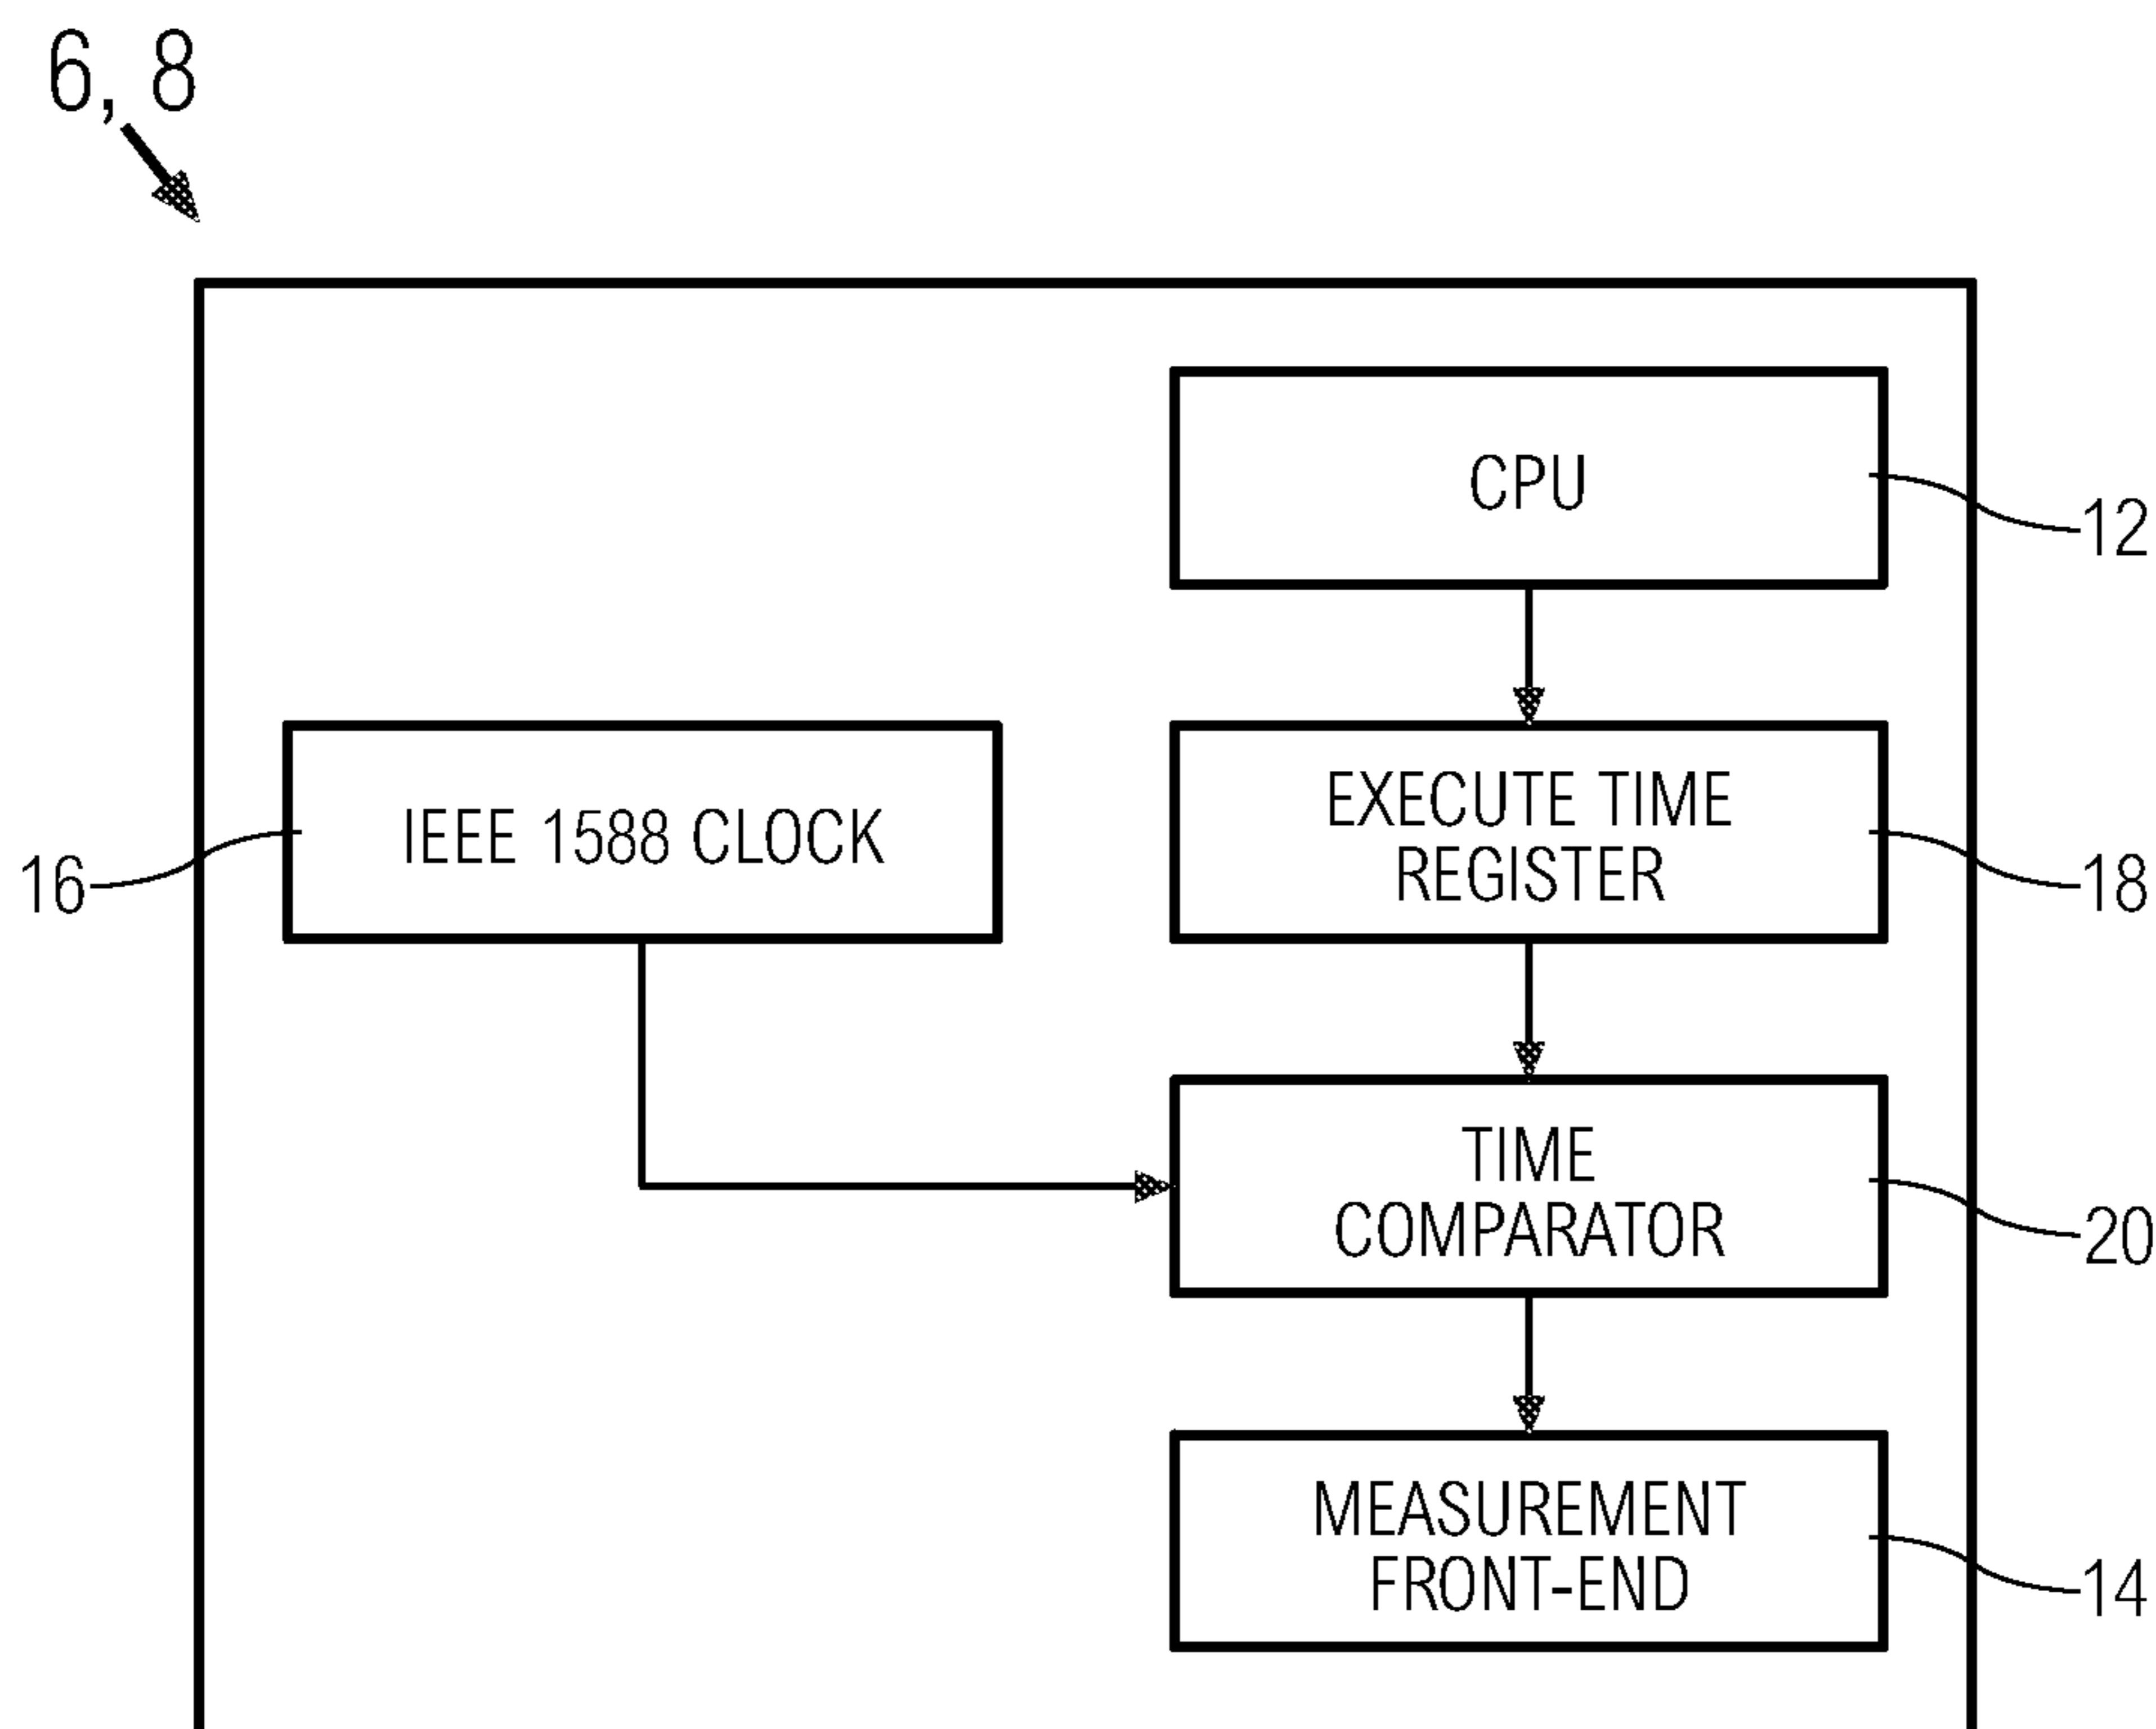 6, 8
CPU
12
IEEE 1588 CLOCK
16
EXECUTE TIME
REGISTER
18
TIME
COMPARATOR
20
MEASUREMENT
FRONT-END
14